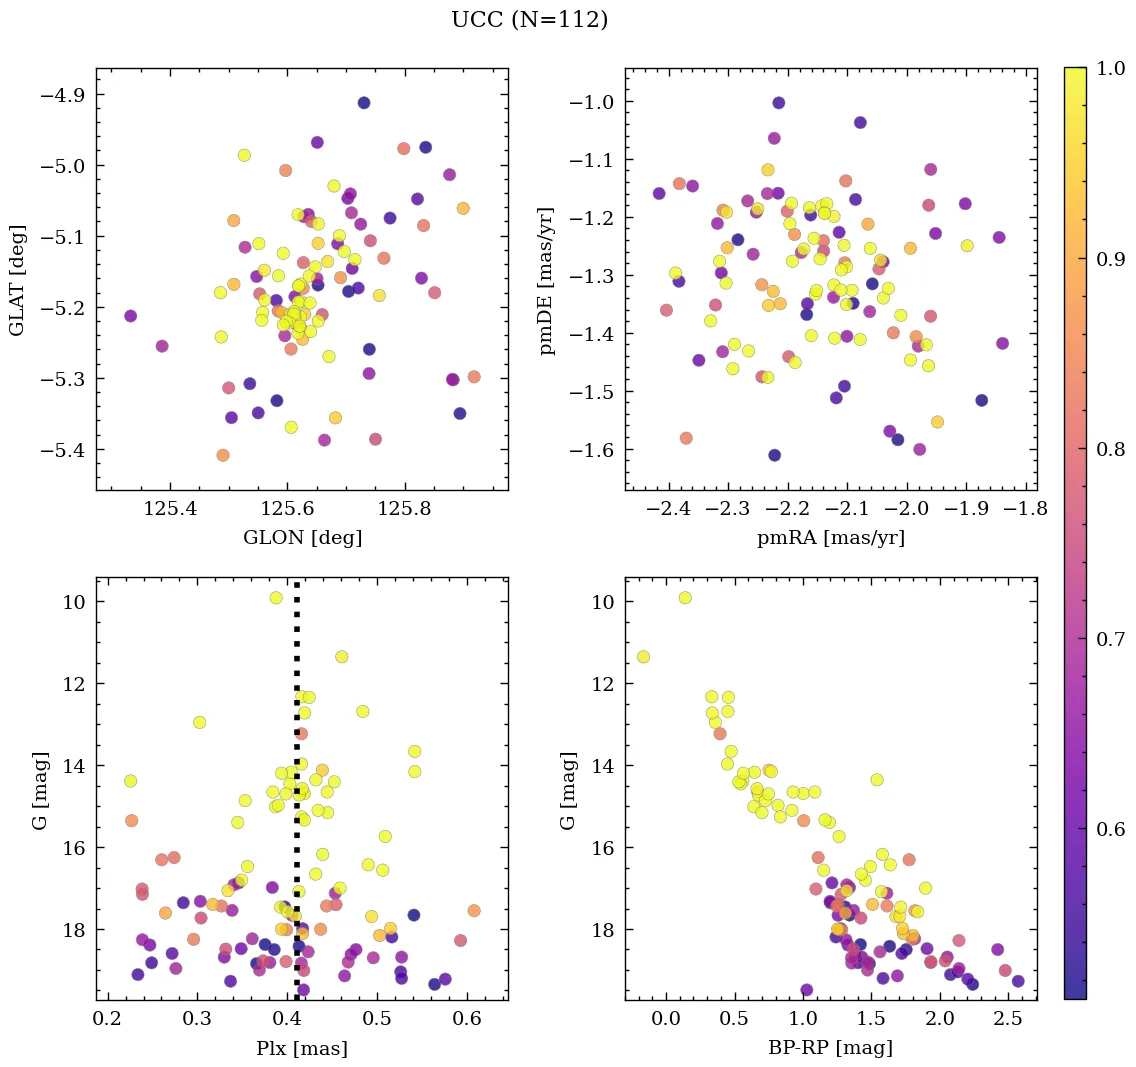 UCC (N=112)
−4.9
−5.0
−5.1
−5.2
−5.3
−5.4
GLAT [deg]
125.4 125.6 125.8
GLON [deg]
−1.0
−1.1
−1.2
−1.3
−1.4
−1.5
−1.6
pmDE [mas/yr]
−2.4 −2.3 −2.2 −2.1 −2.0 −1.9 −1.8
pmRA [mas/yr]
10
12
14
16
18
G [mag]
0.2 0.3 0.4 0.5 0.6
Plx [mas]
10
12
14
16
18
G [mag]
0.0 0.5 1.0 1.5 2.0 2.5
BP-RP [mag]
1.0
0.9
0.8
0.7
0.6